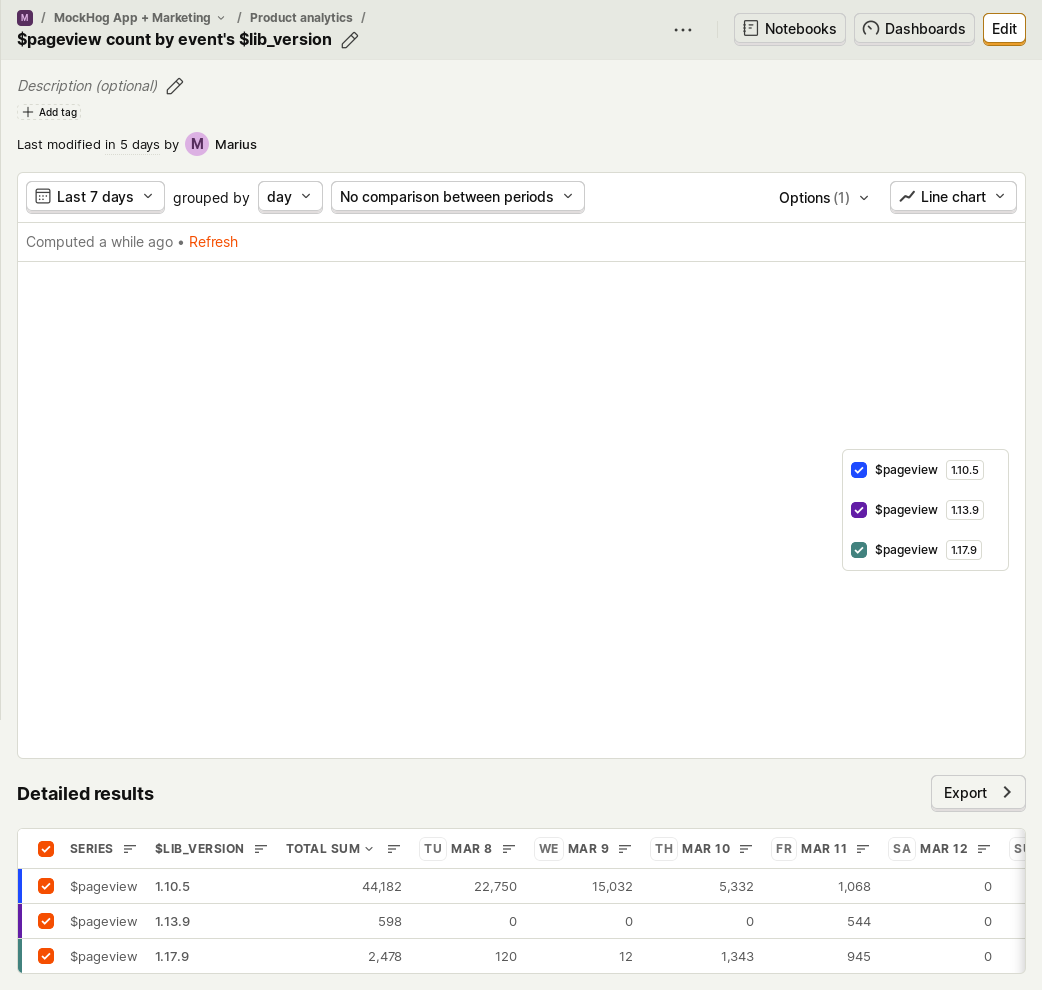 M / MockHog App + Marketing / Product analytics /
$pageview count by event's $lib_version
Notebooks Dashboards Edit
Description (optional)
Add tag
Last modified in 5 days by M Marius
Last 7 days grouped by day No comparison between periods Options (1) Line chart
Computed a while ago • Refresh
$pageview 1.10.5
$pageview 1.13.9
$pageview 1.17.9
Detailed results Export
SERIES $LIB_VERSION TOTAL SUM TU MAR 8 WE MAR 9 TH MAR 10 FR MAR 11 SA MAR 12
$pageview 1.10.5 44,182 22,750 15,032 5,332 1,068 0
$pageview 1.13.9 598 0 0 0 544 0
$pageview 1.17.9 2,478 120 12 1,343 945 0